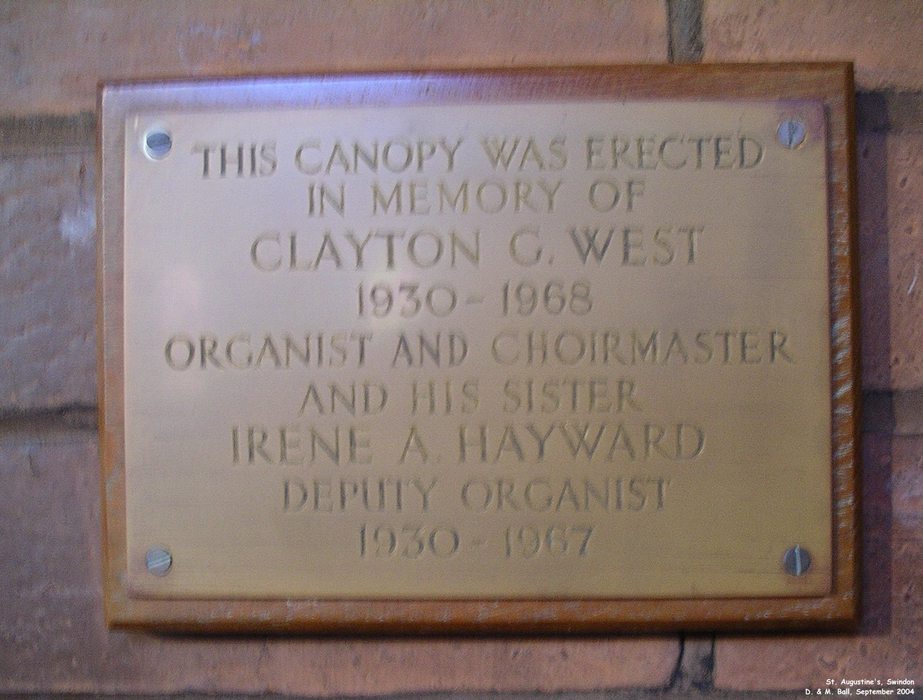 THIS CANOPY WAS ERECTED
IN MEMORY OF
CLAYTON G. WEST
1930 - 1968
ORGANIST AND CHOIRMASTER
AND HIS SISTER
IRENE A. HAYWARD
DEPUTY ORGANIST
1930 - 1967
St. Augustine's, Swindon
D. & M. Ball, September 2004